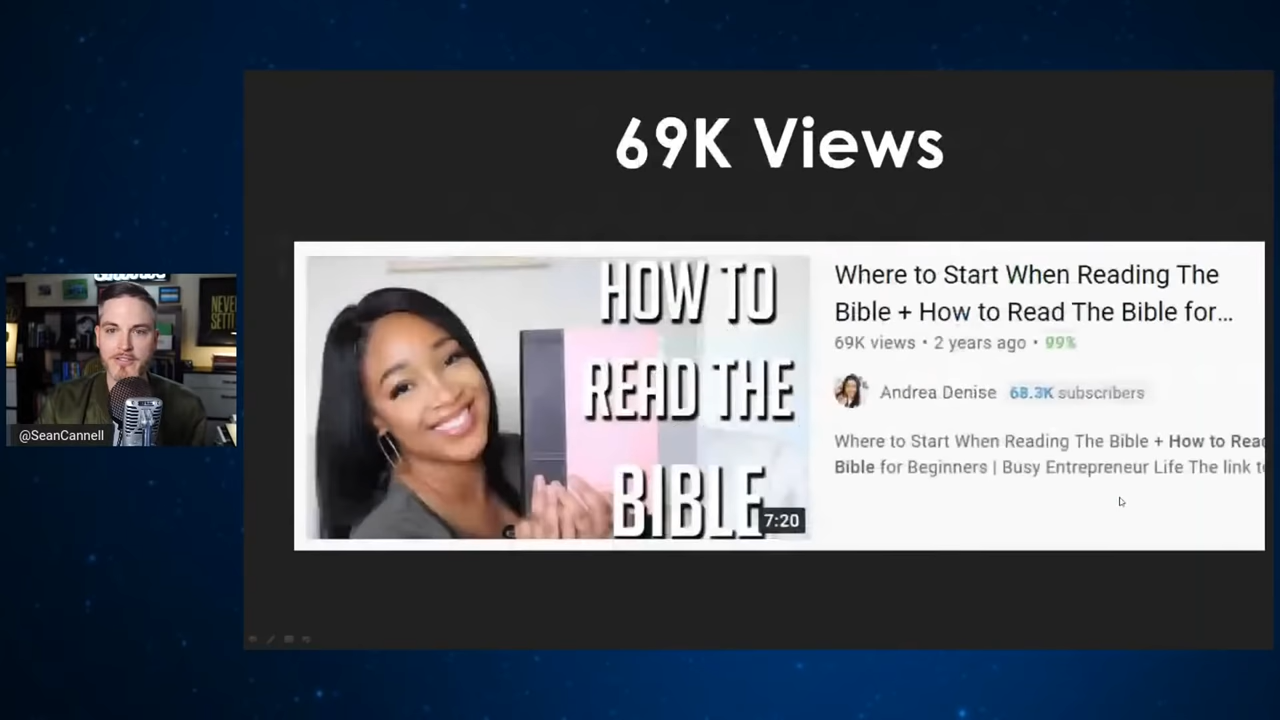 69K Views
HOW TO
READ THE
BIBLE
7:20
Where to Start When Reading The
Bible + How to Read The Bible for...
69K views • 2 years ago • 99%
Andrea Denise 68.3K subscribers
Where to Start When Reading The Bible + How to Read
Bible for Beginners | Busy Entrepreneur Life The link
NEVER
SETT
@SeanCannell